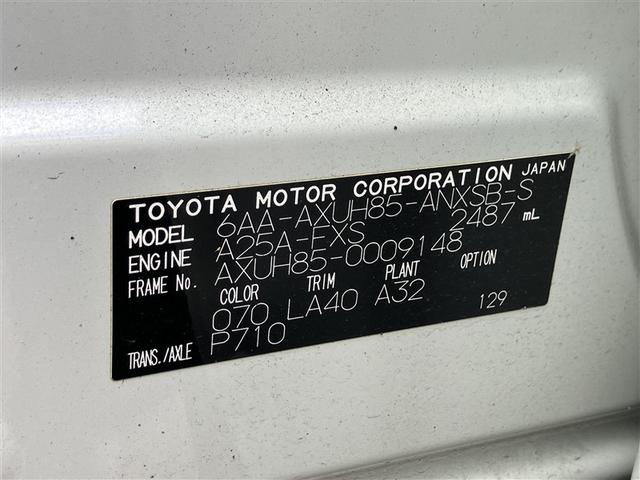 TOYOTA MOTOR CORPORATION JAPAN
MODEL 6AA-AXUH85-ANXSB-S
ENGINE A25A-FXS 2487 mL
FRAME No. AXUH85-0009148
COLOR TRIM PLANT OPTION
070 LA40 A32 129
TRANS./AXLE P710